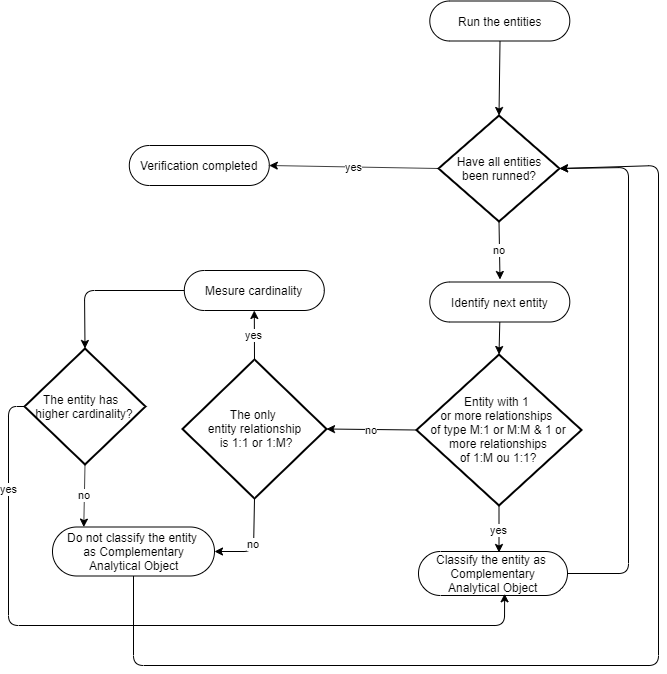 Run the entities
Have all entities
been runned?
yes
Verification completed
no
Identify next entity
Mesure cardinality
yes
Entity with 1
or more relationships
of type M:1 or M:M & 1 or
more relationships
of 1:M ou 1:1?
no
The only
entity relationship
is 1:1 or 1:M?
The entity has
higher cardinality?
yes
no
no
yes
Do not classify the entity
as Complementary
Analytical Object
Classify the entity as
Complementary
Analytical Object